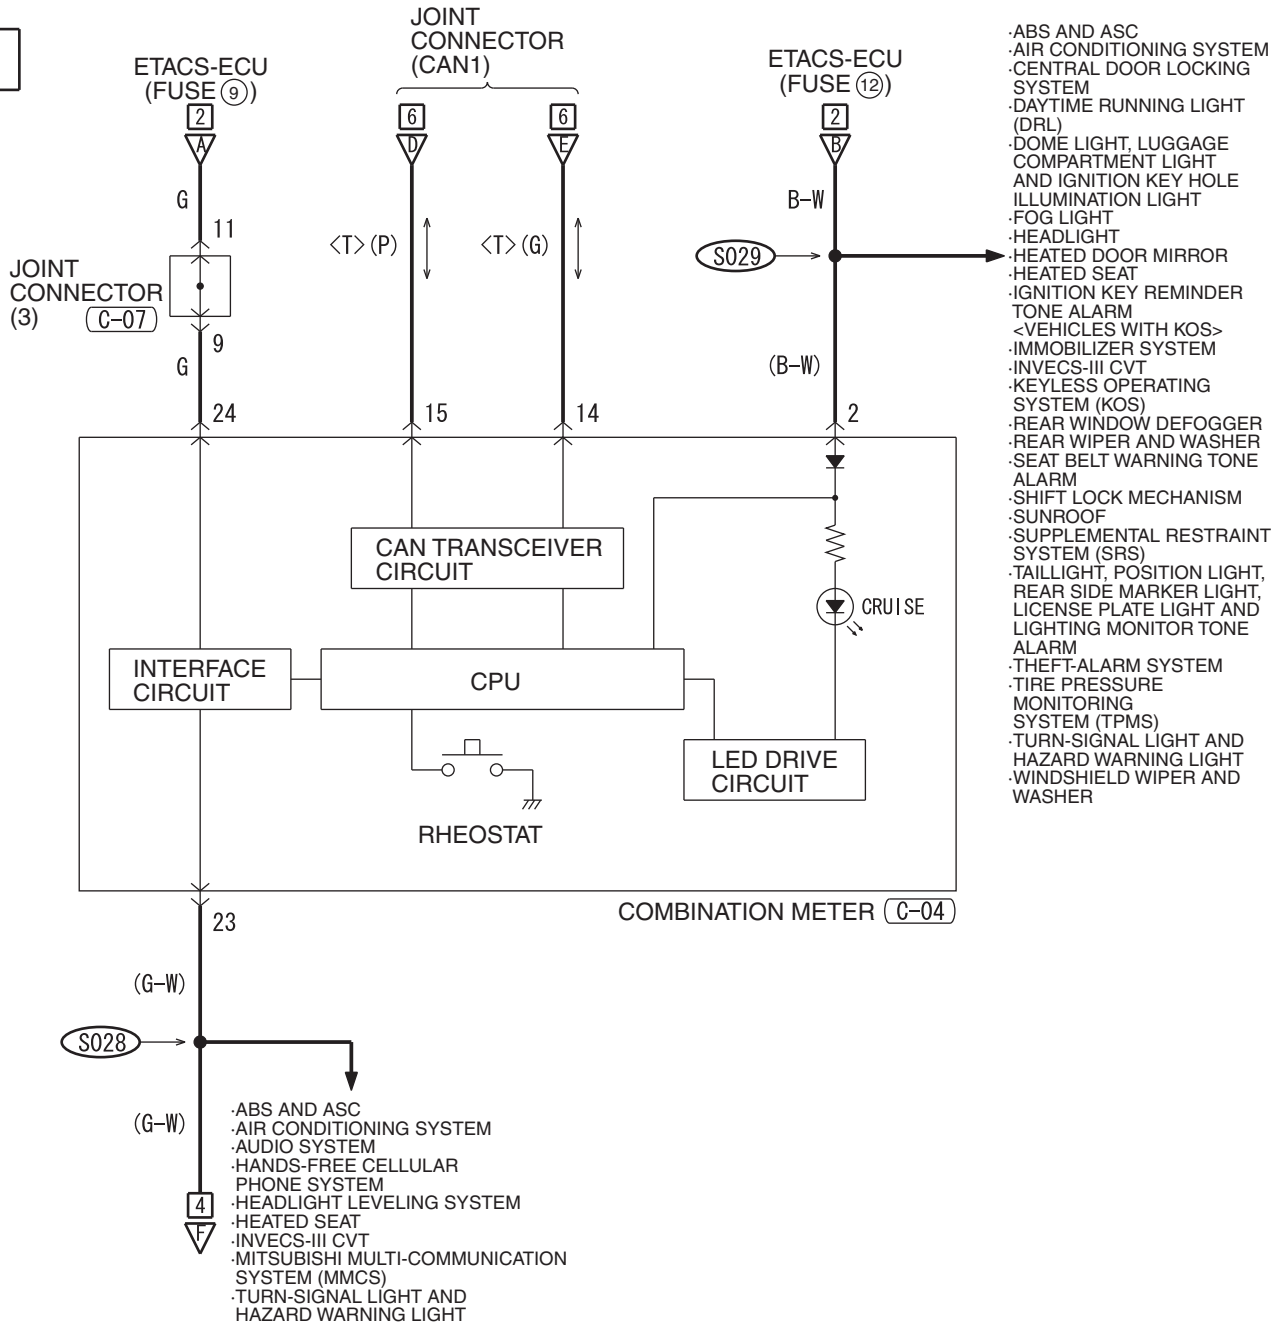 JOINT
CONNECTOR
(CAN1)
ETACS-ECU
(FUSE 9)
ETACS-ECU
(FUSE 12)
2
A
6
D
6
E
2
B
G
11
<T>(P)
<T>(G)
B-W
S029
JOINT
CONNECTOR
(3)
C-07
9
G
(B-W)
24
15
14
2
·ABS AND ASC
·AIR CONDITIONING SYSTEM
·CENTRAL DOOR LOCKING
SYSTEM
·DAYTIME RUNNING LIGHT
(DRL)
·DOME LIGHT, LUGGAGE
COMPARTMENT LIGHT
AND IGNITION KEY HOLE
ILLUMINATION LIGHT
·FOG LIGHT
·HEADLIGHT
·HEATED DOOR MIRROR
·HEATED SEAT
·IGNITION KEY REMINDER
TONE ALARM
<VEHICLES WITH KOS>
·IMMOBILIZER SYSTEM
·INVECS-III CVT
·KEYLESS OPERATING
SYSTEM (KOS)
·REAR WINDOW DEFOGGER
·REAR WIPER AND WASHER
·SEAT BELT WARNING TONE
ALARM
·SHIFT LOCK MECHANISM
·SUNROOF
·SUPPLEMENTAL RESTRAINT
SYSTEM (SRS)
·TAILLIGHT, POSITION LIGHT,
REAR SIDE MARKER LIGHT,
LICENSE PLATE LIGHT AND
LIGHTING MONITOR TONE
ALARM
·THEFT-ALARM SYSTEM
·TIRE PRESSURE
MONITORING
SYSTEM (TPMS)
·TURN-SIGNAL LIGHT AND
HAZARD WARNING LIGHT
·WINDSHIELD WIPER AND
WASHER
CAN TRANSCEIVER
CIRCUIT
CRUISE
INTERFACE
CIRCUIT
CPU
LED DRIVE
CIRCUIT
RHEOSTAT
COMBINATION METER C-04
23
(G-W)
S028
(G-W)
4
F
·ABS AND ASC
·AIR CONDITIONING SYSTEM
·AUDIO SYSTEM
·HANDS-FREE CELLULAR
PHONE SYSTEM
·HEADLIGHT LEVELING SYSTEM
·HEATED SEAT
·INVECS-III CVT
·MITSUBISHI MULTI-COMMUNICATION
SYSTEM (MMCS)
·TURN-SIGNAL LIGHT AND
HAZARD WARNING LIGHT